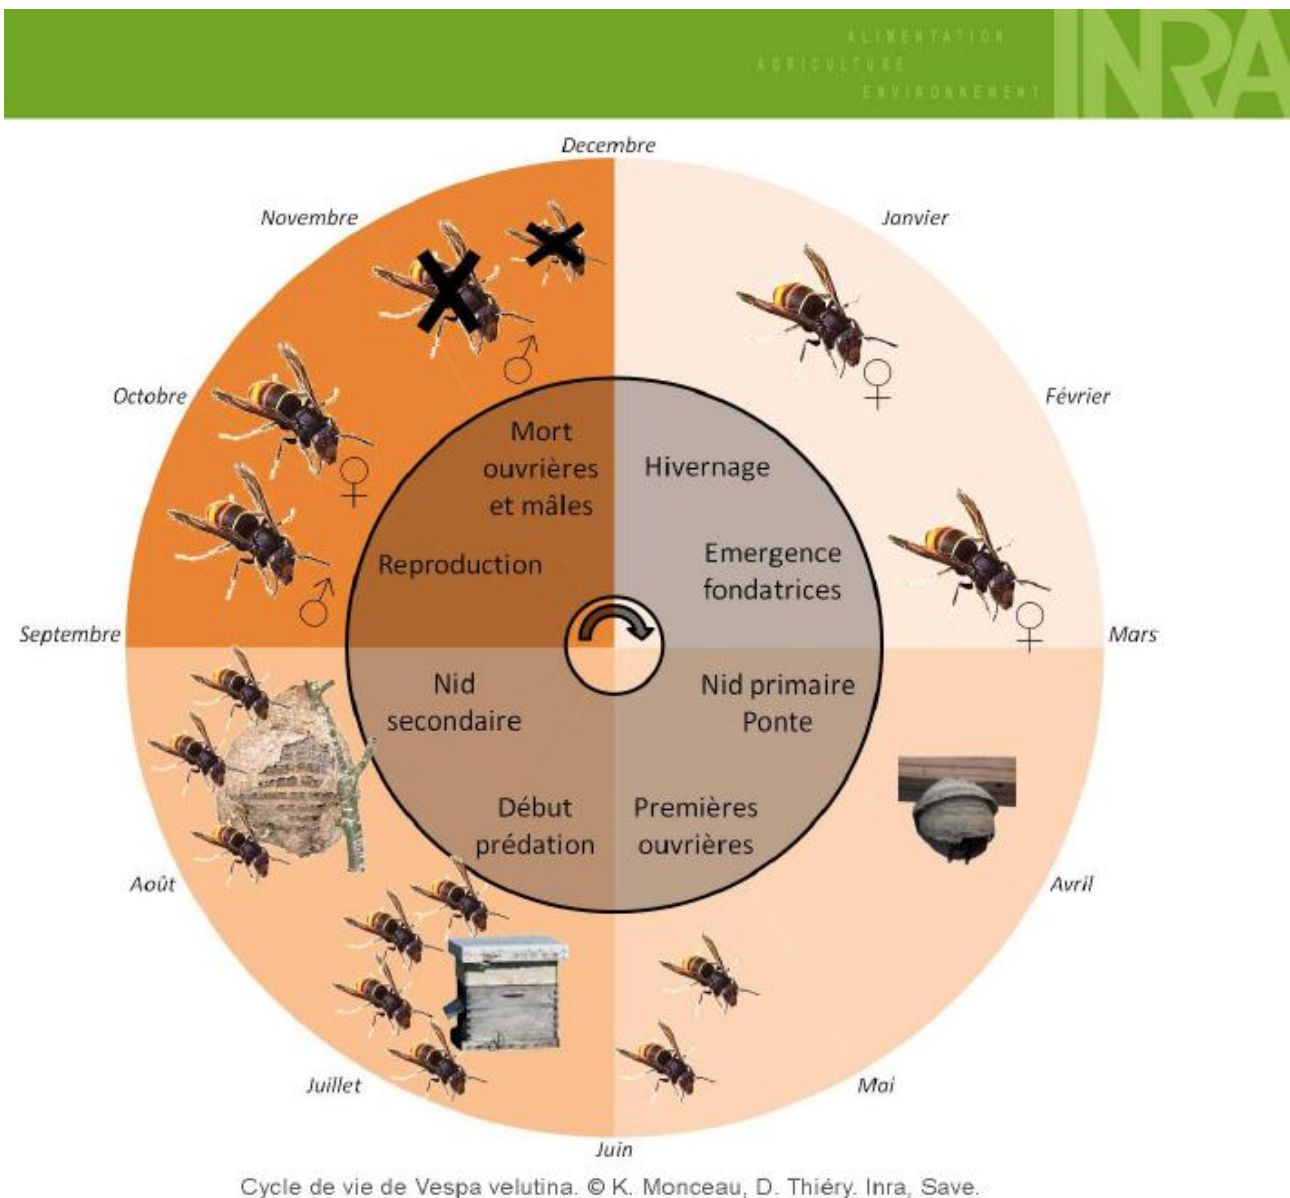 ALIMENTATION
AGRICULTURE
ENVIRONNEMENT
INRA
Decembre
Novembre
Janvier
Octobre
Février
Mort
ouvrières
et mâles
Hivernage
Reproduction
Emergence
fondatrices
Septembre
Mars
Nid
secondaire
Nid primaire
Ponte
Début
prédation
Premières
ouvrières
Août
Avril
Juillet
Mai
Juin
Cycle de vie de Vespa velutina. © K. Monceau, D. Thiéry. Inra, Save.